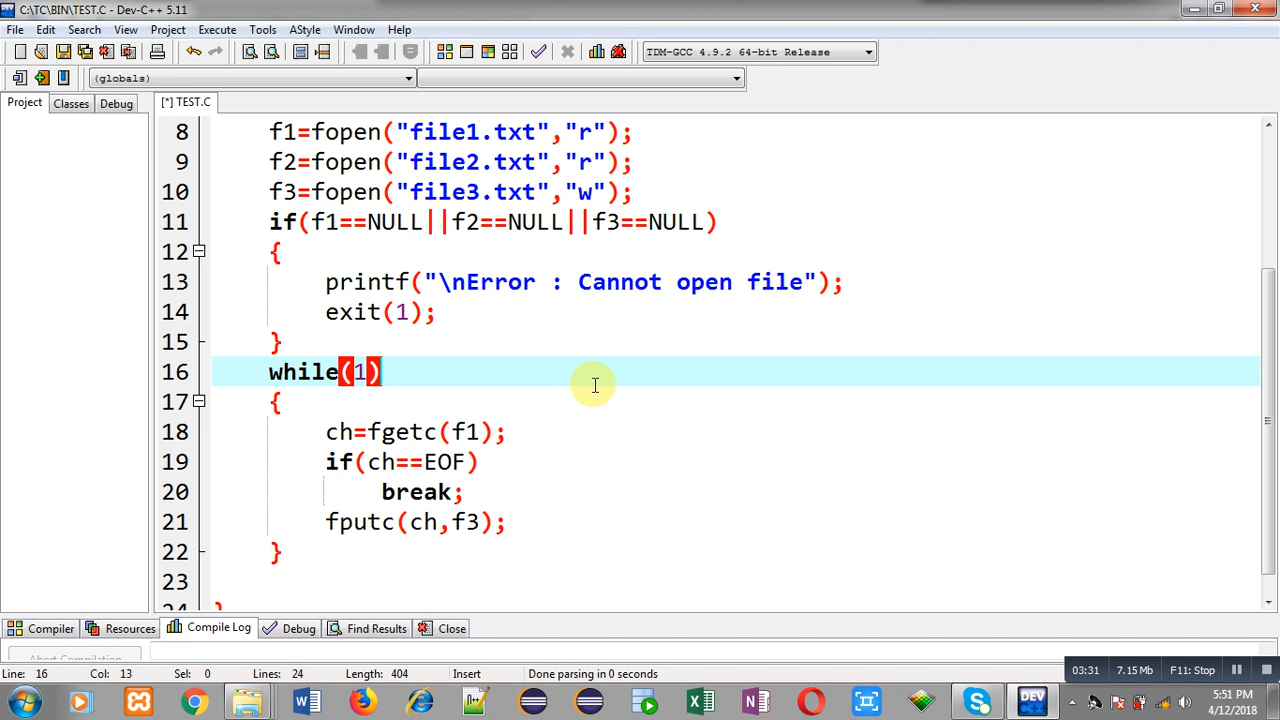 C:\TC\BIN\TEST.C - Dev-C++ 5.11
File Edit Search View Project Execute Tools AStyle Window Help
TDM-GCC 4.9.2 64-bit Release
(globals)
Project Classes Debug [*] TEST.C
8 f1=fopen("file1.txt","r");
9 f2=fopen("file2.txt","r");
10 f3=fopen("file3.txt","w");
11 if(f1==NULL||f2==NULL||f3==NULL)
12 {
13 printf("\nError : Cannot open file");
14 exit(1);
15 }
16 while(1)
17 {
18 ch=fgetc(f1);
19 if(ch==EOF)
20 break;
21 fputc(ch,f3);
22 }
23
24 }
Compiler Resources Compile Log Debug Find Results Close
Abort Compilation
Line: 16 Col: 13 Sel: 0 Lines: 24 Length: 404 Insert Done parsing in 0 seconds
03:31 7.15 Mb F11: Stop
DEV
5:51 PM
4/12/2018